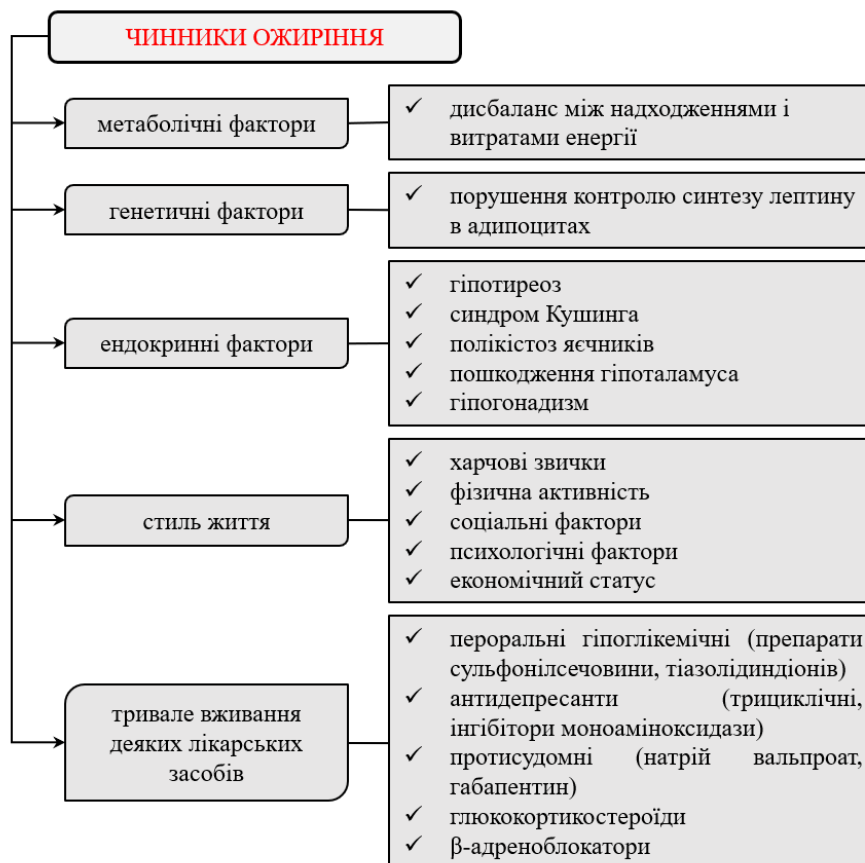 ЧИННИКИ ОЖИРІННЯ
метаболічні фактори
✓ дисбаланс між надходженнями і
витратами енергії
генетичні фактори
✓ порушення контролю синтезу лептину
в адипоцитах
ендокринні фактори
✓ гіпотиреоз
✓ синдром Кушинга
✓ полікістоз яєчників
✓ пошкодження гіпоталамуса
✓ гіпогонадизм
стиль життя
✓ харчові звички
✓ фізична активність
✓ соціальні фактори
✓ психологічні фактори
✓ економічний статус
тривале вживання
деяких лікарських
засобів
✓ пероральні гіпоглікемічні (препарати
сульфонілсечовини, тіазолідиндіонів)
✓ антидепресанти (трициклічні,
інгібітори моноаміноксидази)
✓ протисудомні (натрій вальпроат,
габапентин)
✓ глюкокортикостероїди
✓ β-адреноблокатори